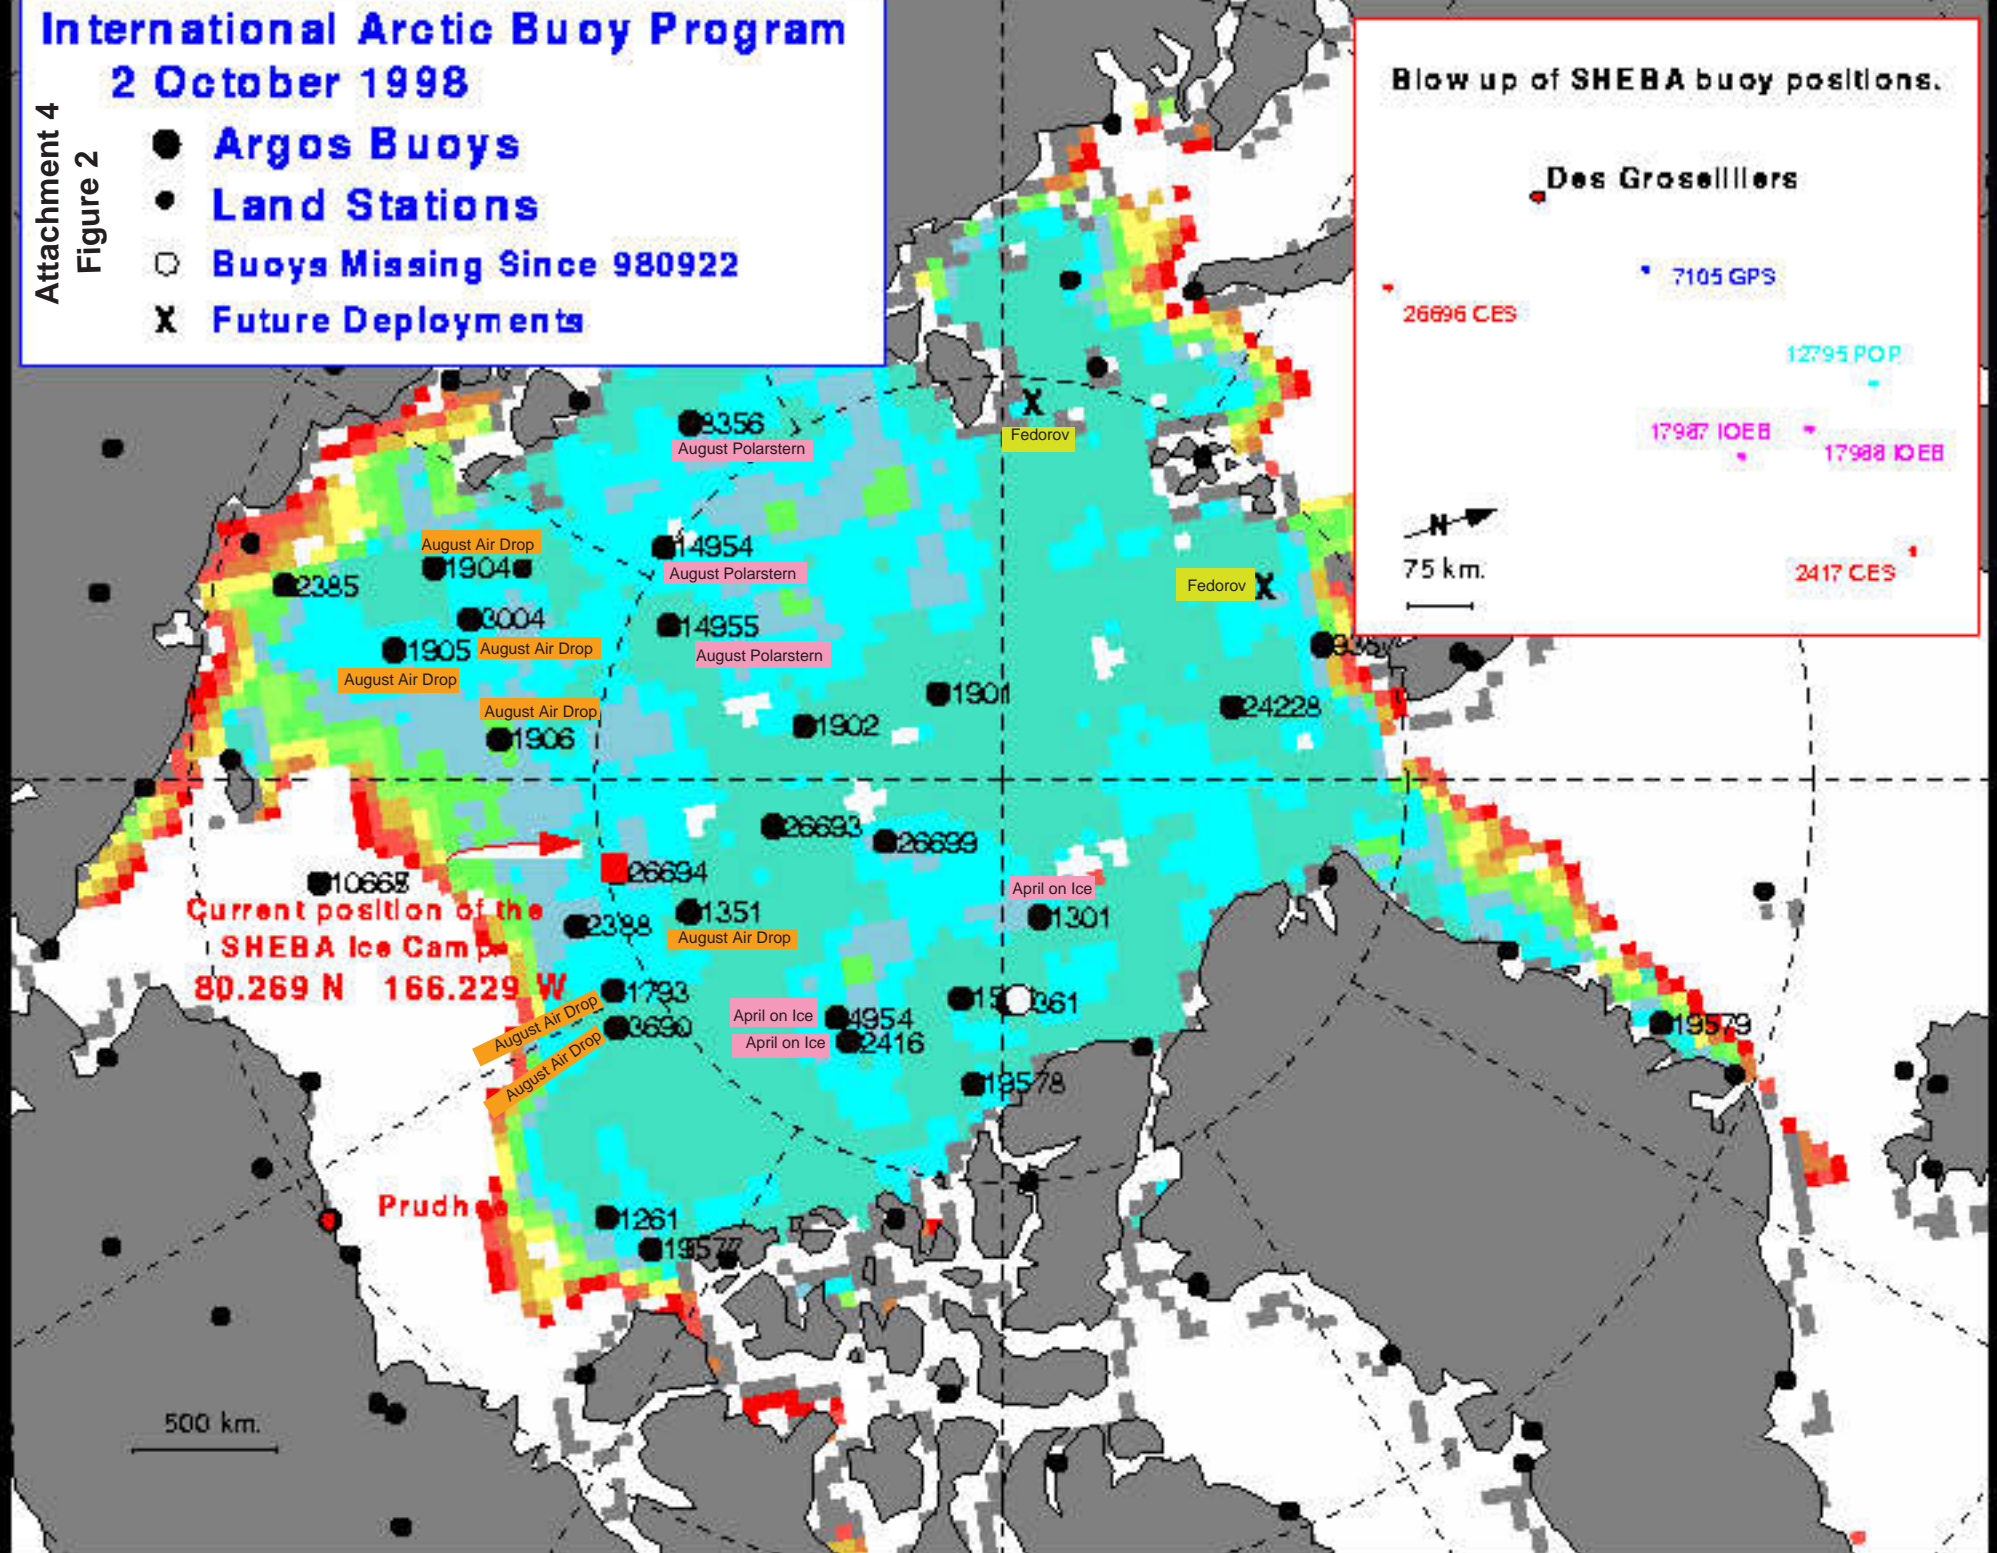 International Arctic Buoy Program
2 October 1998
Attachment 4
Figure 2
Argos Buoys
Land Stations
Buoys Missing Since 980922
X Future Deployments
Blow up of SHEBA buoy positions.
Des Groseilliers
7105 GPS
26696 CES
12795 POP
17987 IOEB
17988 IOEB
N
75 km.
2417 CES
X
Fedorov
8356
August Polarstern
August Air Drop
1904
14954
August Polarstern
2385
Fedorov X
3004
14955
1905
August Air Drop
August Polarstern
August Air Drop
1901
24228
August Air Drop
1902
1906
26693
26699
26694
10668
April on Ice
Current position of the
SHEBA Ice Camp
80.269 N 166.229 W
2388
1351
1301
August Air Drop
1793
August Air Drop
361
April on Ice
4954
3690
April on Ice
2416
August Air Drop
19579
19578
1261
19577
500 km.